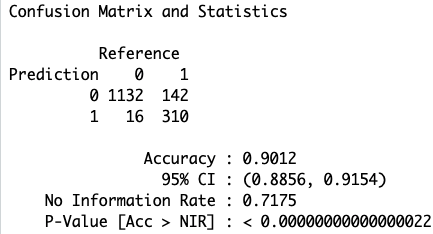 Confusion Matrix and Statistics
Reference
Prediction 0 1
0 1132 142
1 16 310
Accuracy : 0.9012
95% CI : (0.8856, 0.9154)
No Information Rate : 0.7175
P-Value [Acc > NIR] : < 0.00000000000000022